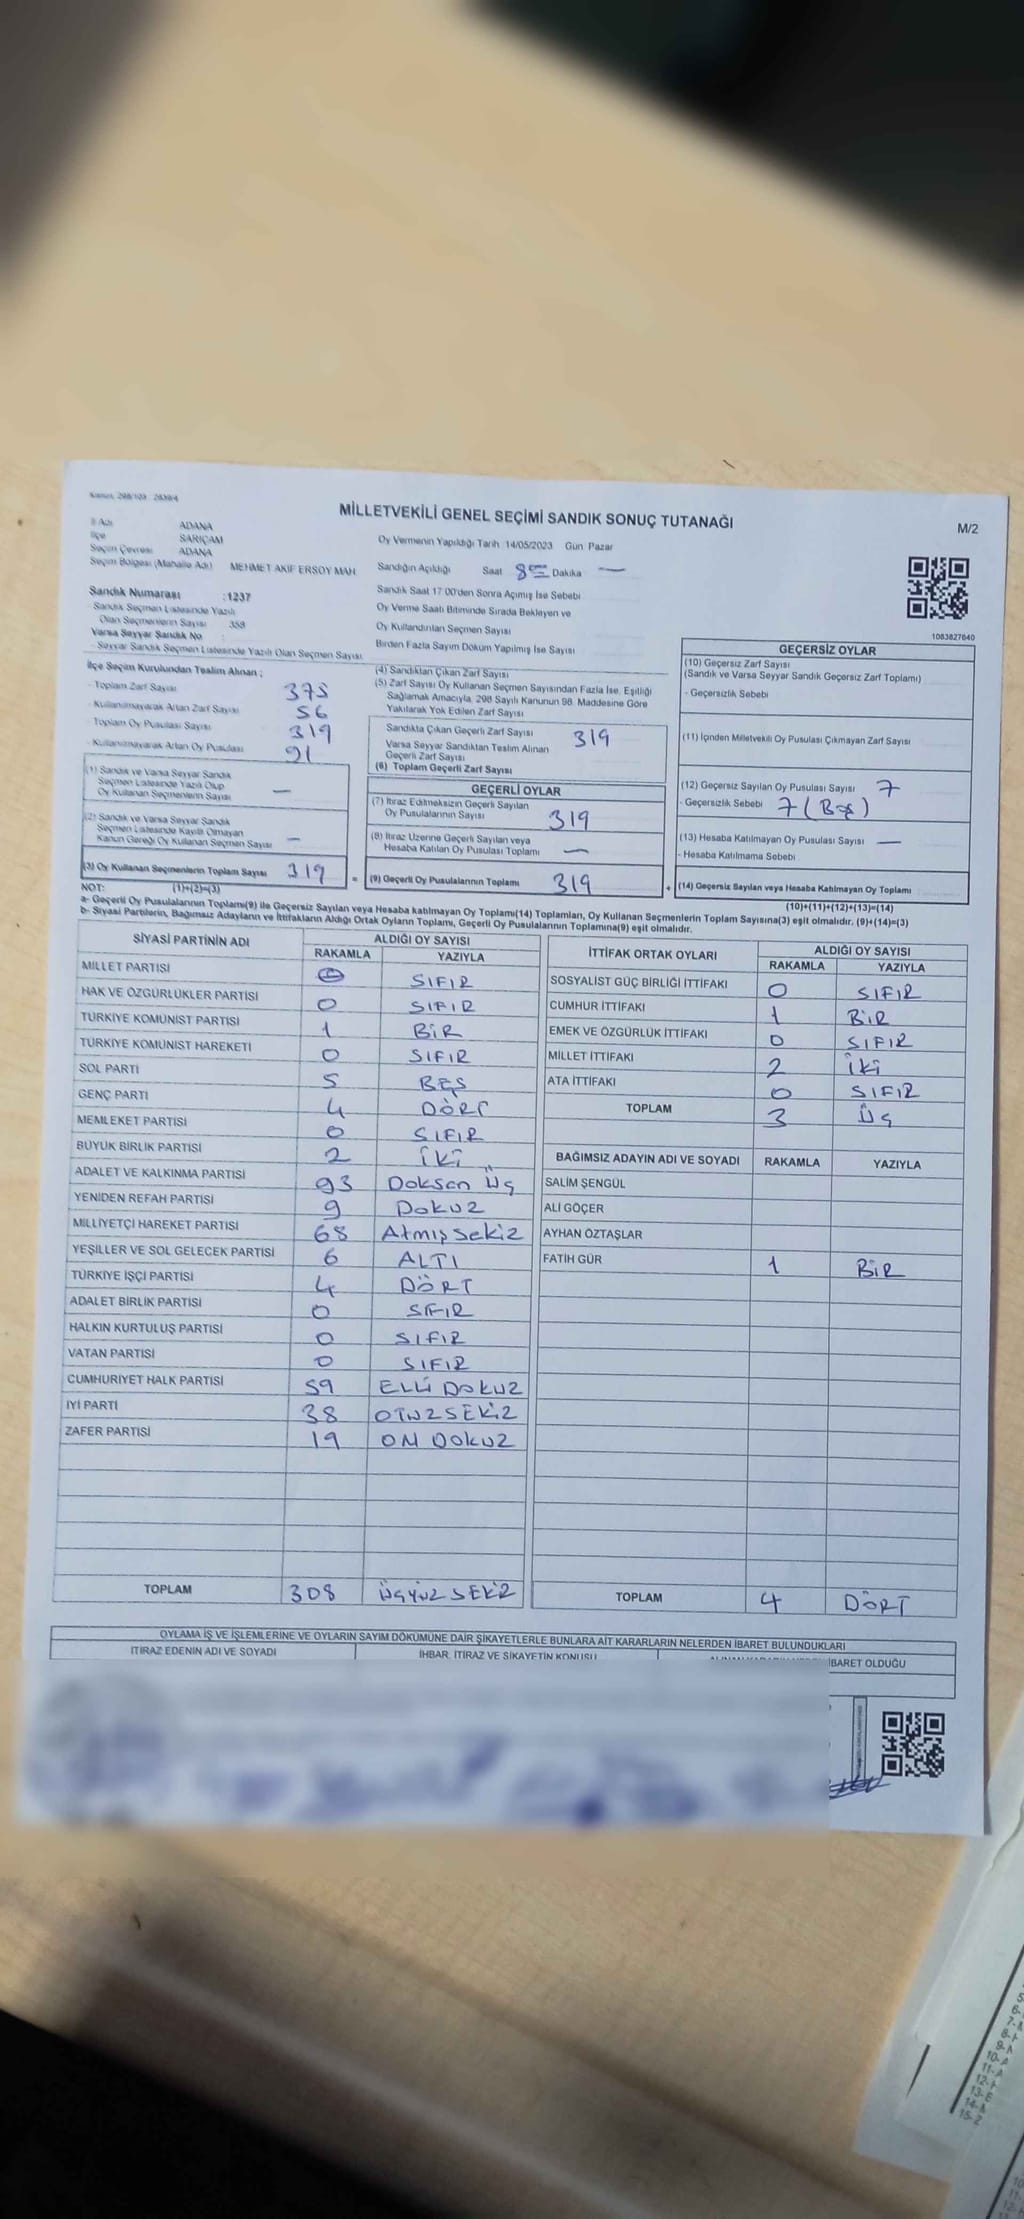 Kanun: 298/103 2839/4
MİLLETVEKİLİ GENEL SEÇİMİ SANDIK SONUÇ TUTANAĞI
M/2
İl Adı ADANA
İlçe SARIÇAM
Seçim Çevresi ADANA
Seçim Bölgesi (Mahalle Adı) MEHMET AKİF ERSOY MAH
Oy Vermenin Yapıldığı Tarih 14/05/2023 Gün Pazar
Sandığın Açıldığı Saat 8 Dakika —
Sandık Numarası :1237
- Sandık Seçmen Listesinde Yazılı
Olan Seçmenlerin Sayısı 358
Varsa Seyyar Sandık No
- Seyyar Sandık Seçmen Listesinde Yazılı Olan Seçmen Sayısı
Sandık Saat 17 00'den Sonra Açımış İse Sebebi
Oy Verme Saati Bitiminde Sırada Bekleyen ve
Oy Kullandırılan Seçmen Sayısı
Birden Fazla Sayım Döküm Yapılmış İse Sayısı
1083827640
İlçe Seçim Kurulundan Teslim Alınan ;
- Toplam Zarf Sayısı 375
- Kullanılmayarak Artan Zarf Sayısı 56
- Toplam Oy Pusulası Sayısı 319
- Kullanılmayarak Artan Oy Pusulası 91
(1) Sandık ve Varsa Seyyar Sandık
Seçmen Listesinde Yazılı Olup
Oy Kullanan Seçmenlerin Sayısı —
(2) Sandık ve Varsa Seyyar Sandık
Seçmen Listesinde Kayıtlı Olmayan
Kanun Gereği Oy Kullanan Seçmen Sayısı —
(3) Oy Kullanan Seçmenlerin Toplam Sayısı 319
(4) Sandıktan Çıkan Zarf Sayısı
(5) Zarf Sayısı Oy Kullanan Seçmen Sayısından Fazla İse, Eşitliği
Sağlamak Amacıyla, 298 Sayılı Kanunun 98. Maddesine Göre
Yakılarak Yok Edilen Zarf Sayısı
Sandıkta Çıkan Geçerli Zarf Sayısı 319
Varsa Seyyar Sandıktan Teslim Alınan
Geçerli Zarf Sayısı
(6) Toplam Geçerli Zarf Sayısı
GEÇERLİ OYLAR
(7) İtiraz Edilmeksizin Geçerli Sayılan
Oy Pusulalarının Sayısı 319
(8) İtiraz Üzerine Geçerli Sayılan veya
Hesaba Katılan Oy Pusulası Toplamı —
= (9) Geçerli Oy Pusulalarının Toplamı 319 +
GEÇERSİZ OYLAR
(10) Geçersiz Zarf Sayısı
(Sandık ve Varsa Seyyar Sandık Geçersiz Zarf Toplamı)
- Geçersizlik Sebebi
(11) İçinden Milletvekili Oy Pusulası Çıkmayan Zarf Sayısı
(12) Geçersiz Sayılan Oy Pusulası Sayısı 7
- Geçersizlik Sebebi 7 (Boş)
(13) Hesaba Katılmayan Oy Pusulası Sayısı —
- Hesaba Katılmama Sebebi
(14) Geçersiz Sayılan veya Hesaba Katılmayan Oy Toplamı
NOT: (1)+(2)=(3) (10)+(11)+(12)+(13)=(14)
a- Geçerli Oy Pusulalarının Toplamı(9) ile Geçersiz Sayılan veya Hesaba katılmayan Oy Toplamı(14) Toplamları, Oy Kullanan Seçmenlerin Toplam Sayısına(3) eşit olmalıdır. (9)+(14)=(3)
b- Siyasi Partilerin, Bağımsız Adayların ve İttifakların Aldığı Ortak Oyların Toplamı, Geçerli Oy Pusulalarının Toplamına(9) eşit olmalıdır.
SİYASİ PARTİNİN ADI ALDIĞI OY SAYISI
RAKAMLA YAZIYLA
MİLLET PARTİSİ 0 SIFIR
HAK VE ÖZGÜRLÜKLER PARTİSİ 0 SIFIR
TÜRKİYE KOMÜNİST PARTİSİ 1 BİR
TÜRKİYE KOMÜNİST HAREKETİ 0 SIFIR
SOL PARTİ 5 BEŞ
GENÇ PARTİ 4 DÖRT
MEMLEKET PARTİSİ 0 SIFIR
BÜYÜK BİRLİK PARTİSİ 2 İKİ
ADALET VE KALKINMA PARTİSİ 93 Doksan Üç
YENİDEN REFAH PARTİSİ 9 DOKUZ
MİLLİYETÇİ HAREKET PARTİSİ 68 Atmışsekiz
YEŞİLLER VE SOL GELECEK PARTİSİ 6 ALTI
TÜRKİYE İŞÇİ PARTİSİ 4 DÖRT
ADALET BİRLİK PARTİSİ 0 SIFIR
HALKIN KURTULUŞ PARTİSİ 0 SIFIR
VATAN PARTİSİ 0 SIFIR
CUMHURİYET HALK PARTİSİ 59 ELLİ DOKUZ
İYİ PARTİ 38 OTUZSEKİZ
ZAFER PARTİSİ 19 ON DOKUZ
TOPLAM 308 ÜÇYÜZ SEKİZ
İTTİFAK ORTAK OYLARI ALDIĞI OY SAYISI
RAKAMLA YAZIYLA
SOSYALİST GÜÇ BİRLİĞİ İTTİFAKI 0 SIFIR
CUMHUR İTTİFAKI 1 BİR
EMEK VE ÖZGÜRLÜK İTTİFAKI 0 SIFIR
MİLLET İTTİFAKI 2 İKİ
ATA İTTİFAKI 0 SIFIR
TOPLAM 3 ÜÇ
BAĞIMSIZ ADAYIN ADI VE SOYADI RAKAMLA YAZIYLA
SALİM ŞENGÜL
ALİ GÖÇER
AYHAN ÖZTAŞLAR
FATİH GÜR 1 BİR
TOPLAM 4 DÖRT
OYLAMA İŞ VE İŞLEMLERİNE VE OYLARIN SAYIM DÖKÜMÜNE DAİR ŞİKAYETLERLE BUNLARA AİT KARARLARIN NELERDEN İBARET BULUNDUKLARI
İTİRAZ EDENİN ADI VE SOYADI
İHBAR, İTİRAZ VE ŞİKAYETİN KONUSU
İBARET OLDUĞU